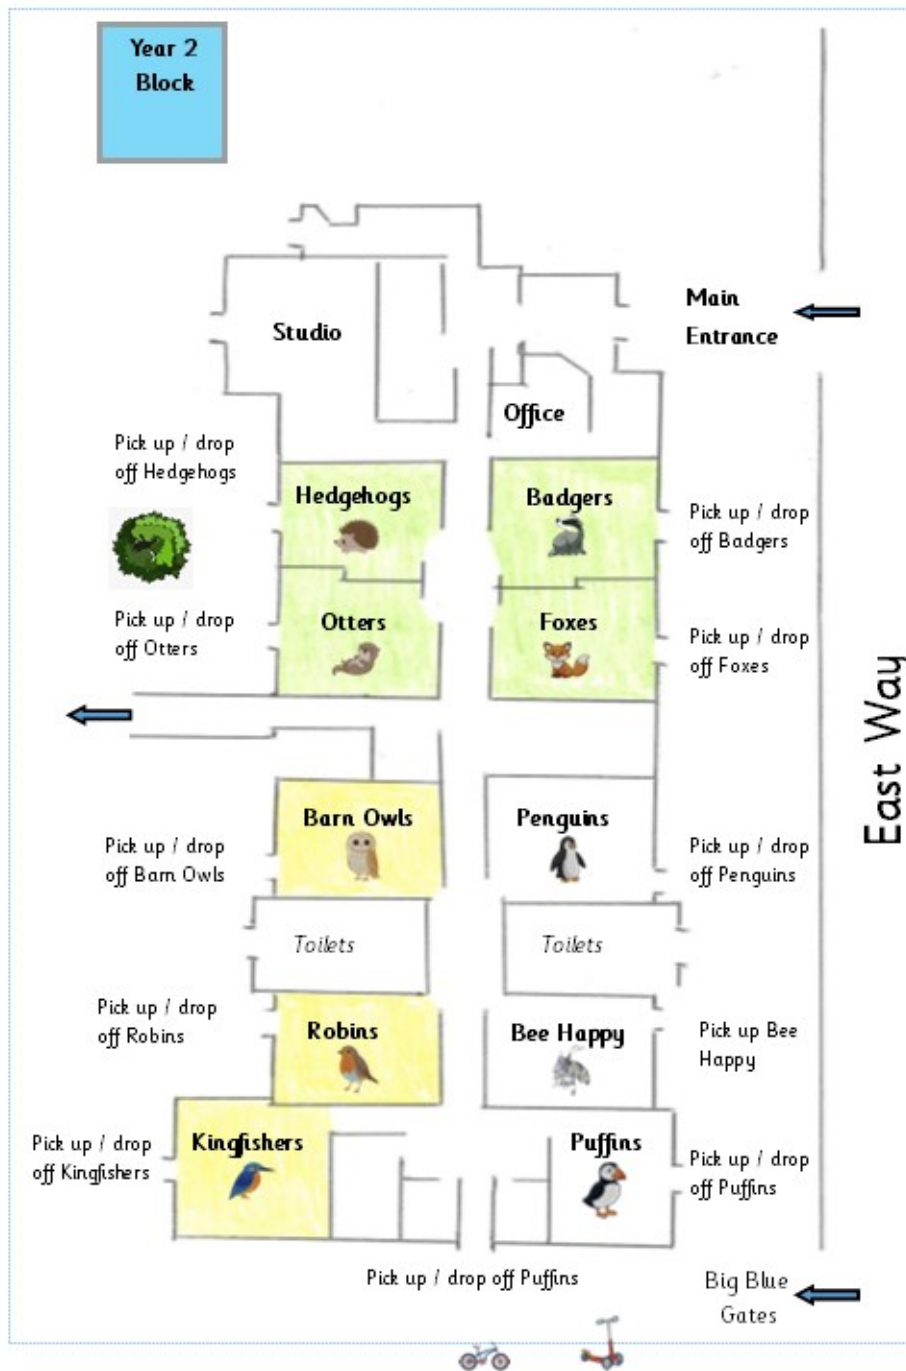 Year 2
Block
Main
Entrance
Studio
Office
Pick up / drop
off Hedgehogs
Hedgehogs
Badgers
Pick up / drop
off Badgers
Pick up / drop
off Otters
Otters
Foxes
Pick up / drop
off Foxes
East Way
Barn Owls
Penguins
Pick up / drop
off Barn Owls
Pick up / drop
off Penguins
Toilets
Toilets
Pick up / drop
off Robins
Robins
Bee Happy
Pick up Bee
Happy
Pick up / drop
off Kingfishers
Kingfishers
Puffins
Pick up / drop
off Puffins
Pick up / drop off Puffins
Big Blue
Gates